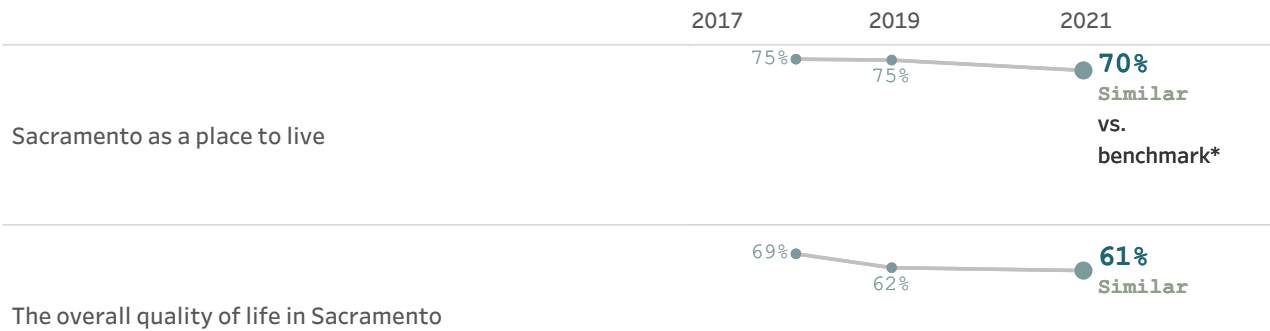 2017 2019 2021
75% 75% 70%
Similar
vs.
benchmark*
Sacramento as a place to live
69% 62% 61%
Similar
The overall quality of life in Sacramento